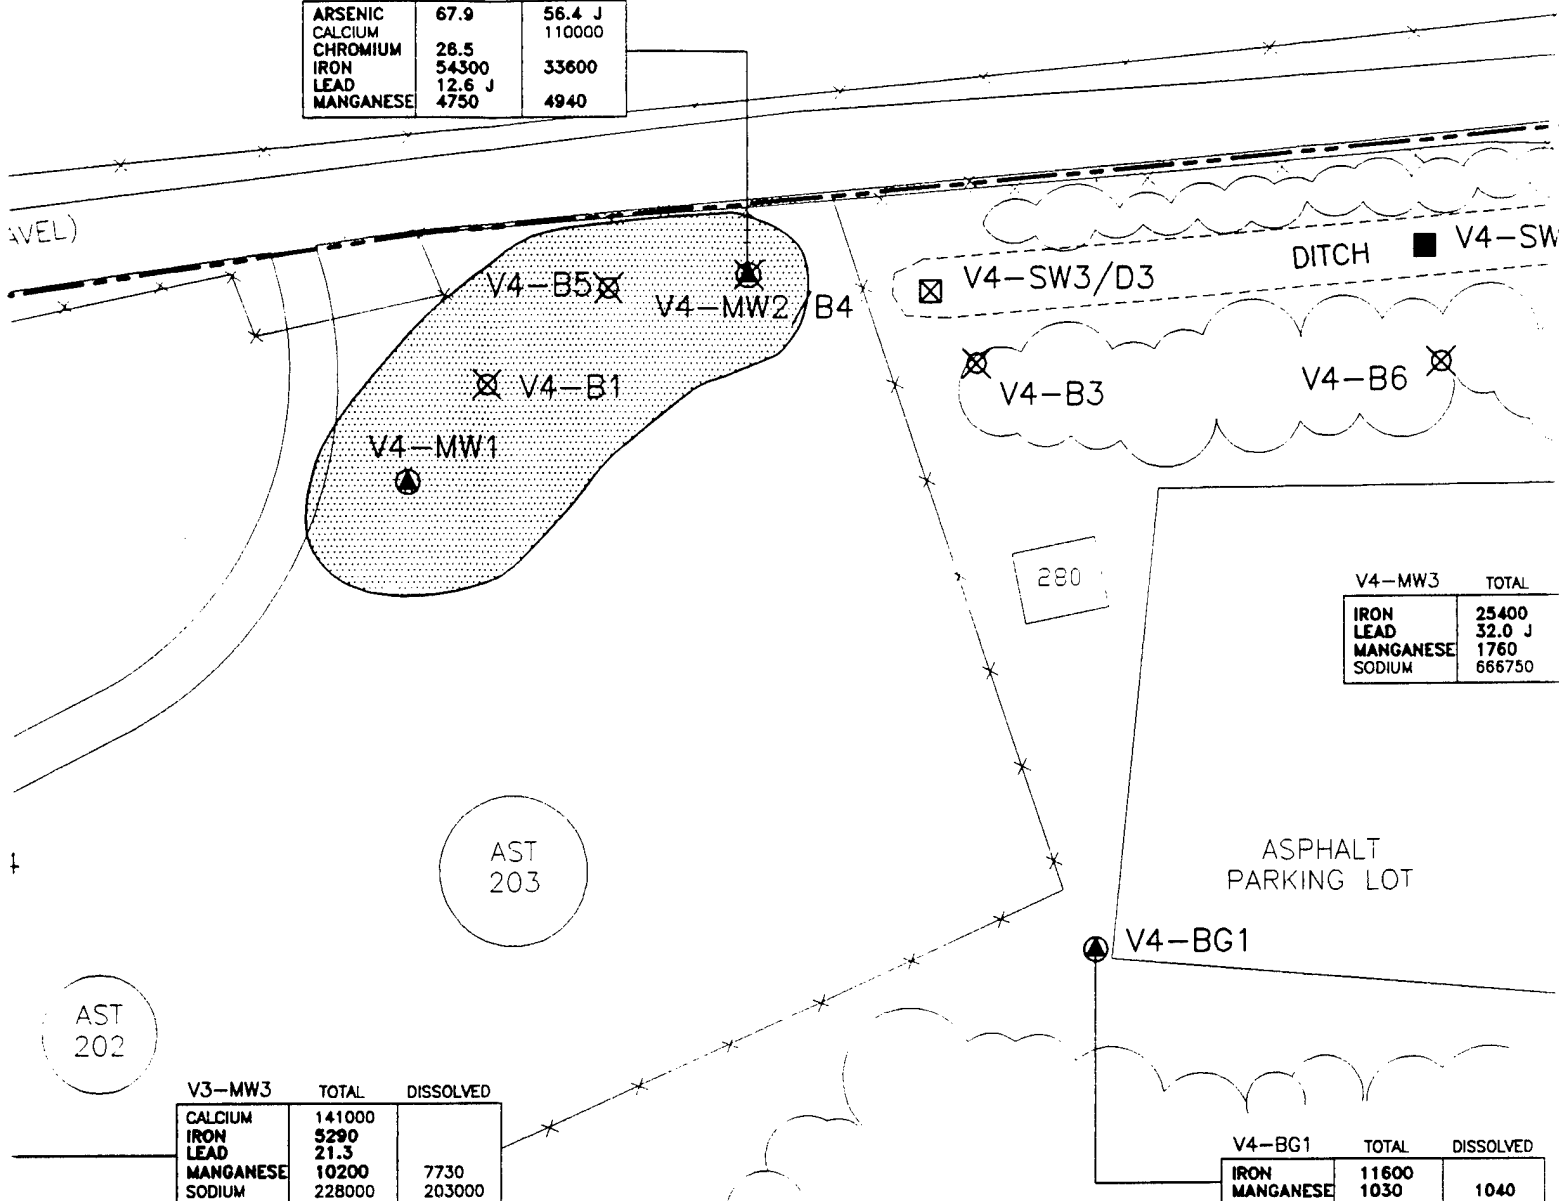 ARSENIC 67.9 56.4 J
CALCIUM 110000
CHROMIUM 26.5
IRON 54300 33600
LEAD 12.6 J
MANGANESE 4750 4940
AVEL)
V4-B5
V4-MW2/B4
V4-SW3/D3
DITCH
V4-SW
V4-B1
V4-B3
V4-B6
V4-MW1
280
V4-MW3 TOTAL
IRON 25400
LEAD 32.0 J
MANGANESE 1760
SODIUM 666750
AST
203
ASPHALT
PARKING LOT
V4-BG1
AST
202
V3-MW3 TOTAL DISSOLVED
CALCIUM 141000
IRON 5290
LEAD 21.3
MANGANESE 10200 7730
SODIUM 228000 203000
V4-BG1 TOTAL DISSOLVED
IRON 11600
MANGANESE 1030 1040